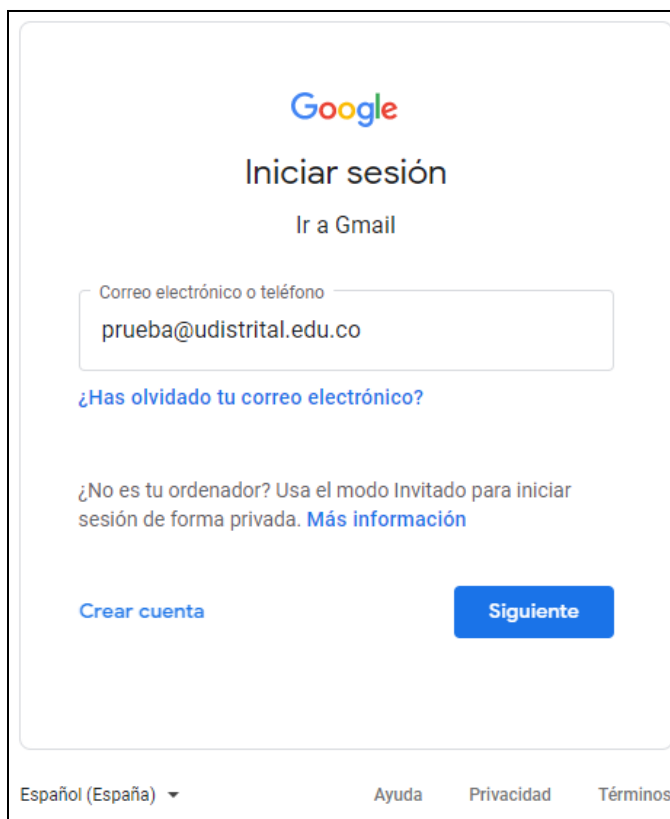 Google
Iniciar sesión
Ir a Gmail
Correo electrónico o teléfono
prueba@udistrital.edu.co
¿Has olvidado tu correo electrónico?
¿No es tu ordenador? Usa el modo Invitado para iniciar
sesión de forma privada. Más información
Crear cuenta Siguiente
Español (España) Ayuda Privacidad Términos